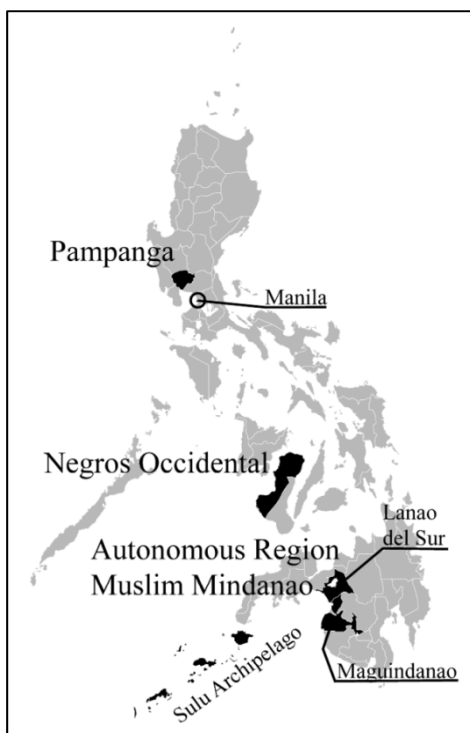 Pampanga
Manila
Negros Occidental
Lanao
del Sur
Autonomous Region
Muslim Mindanao
Sulu Archipelago
Maguindanao